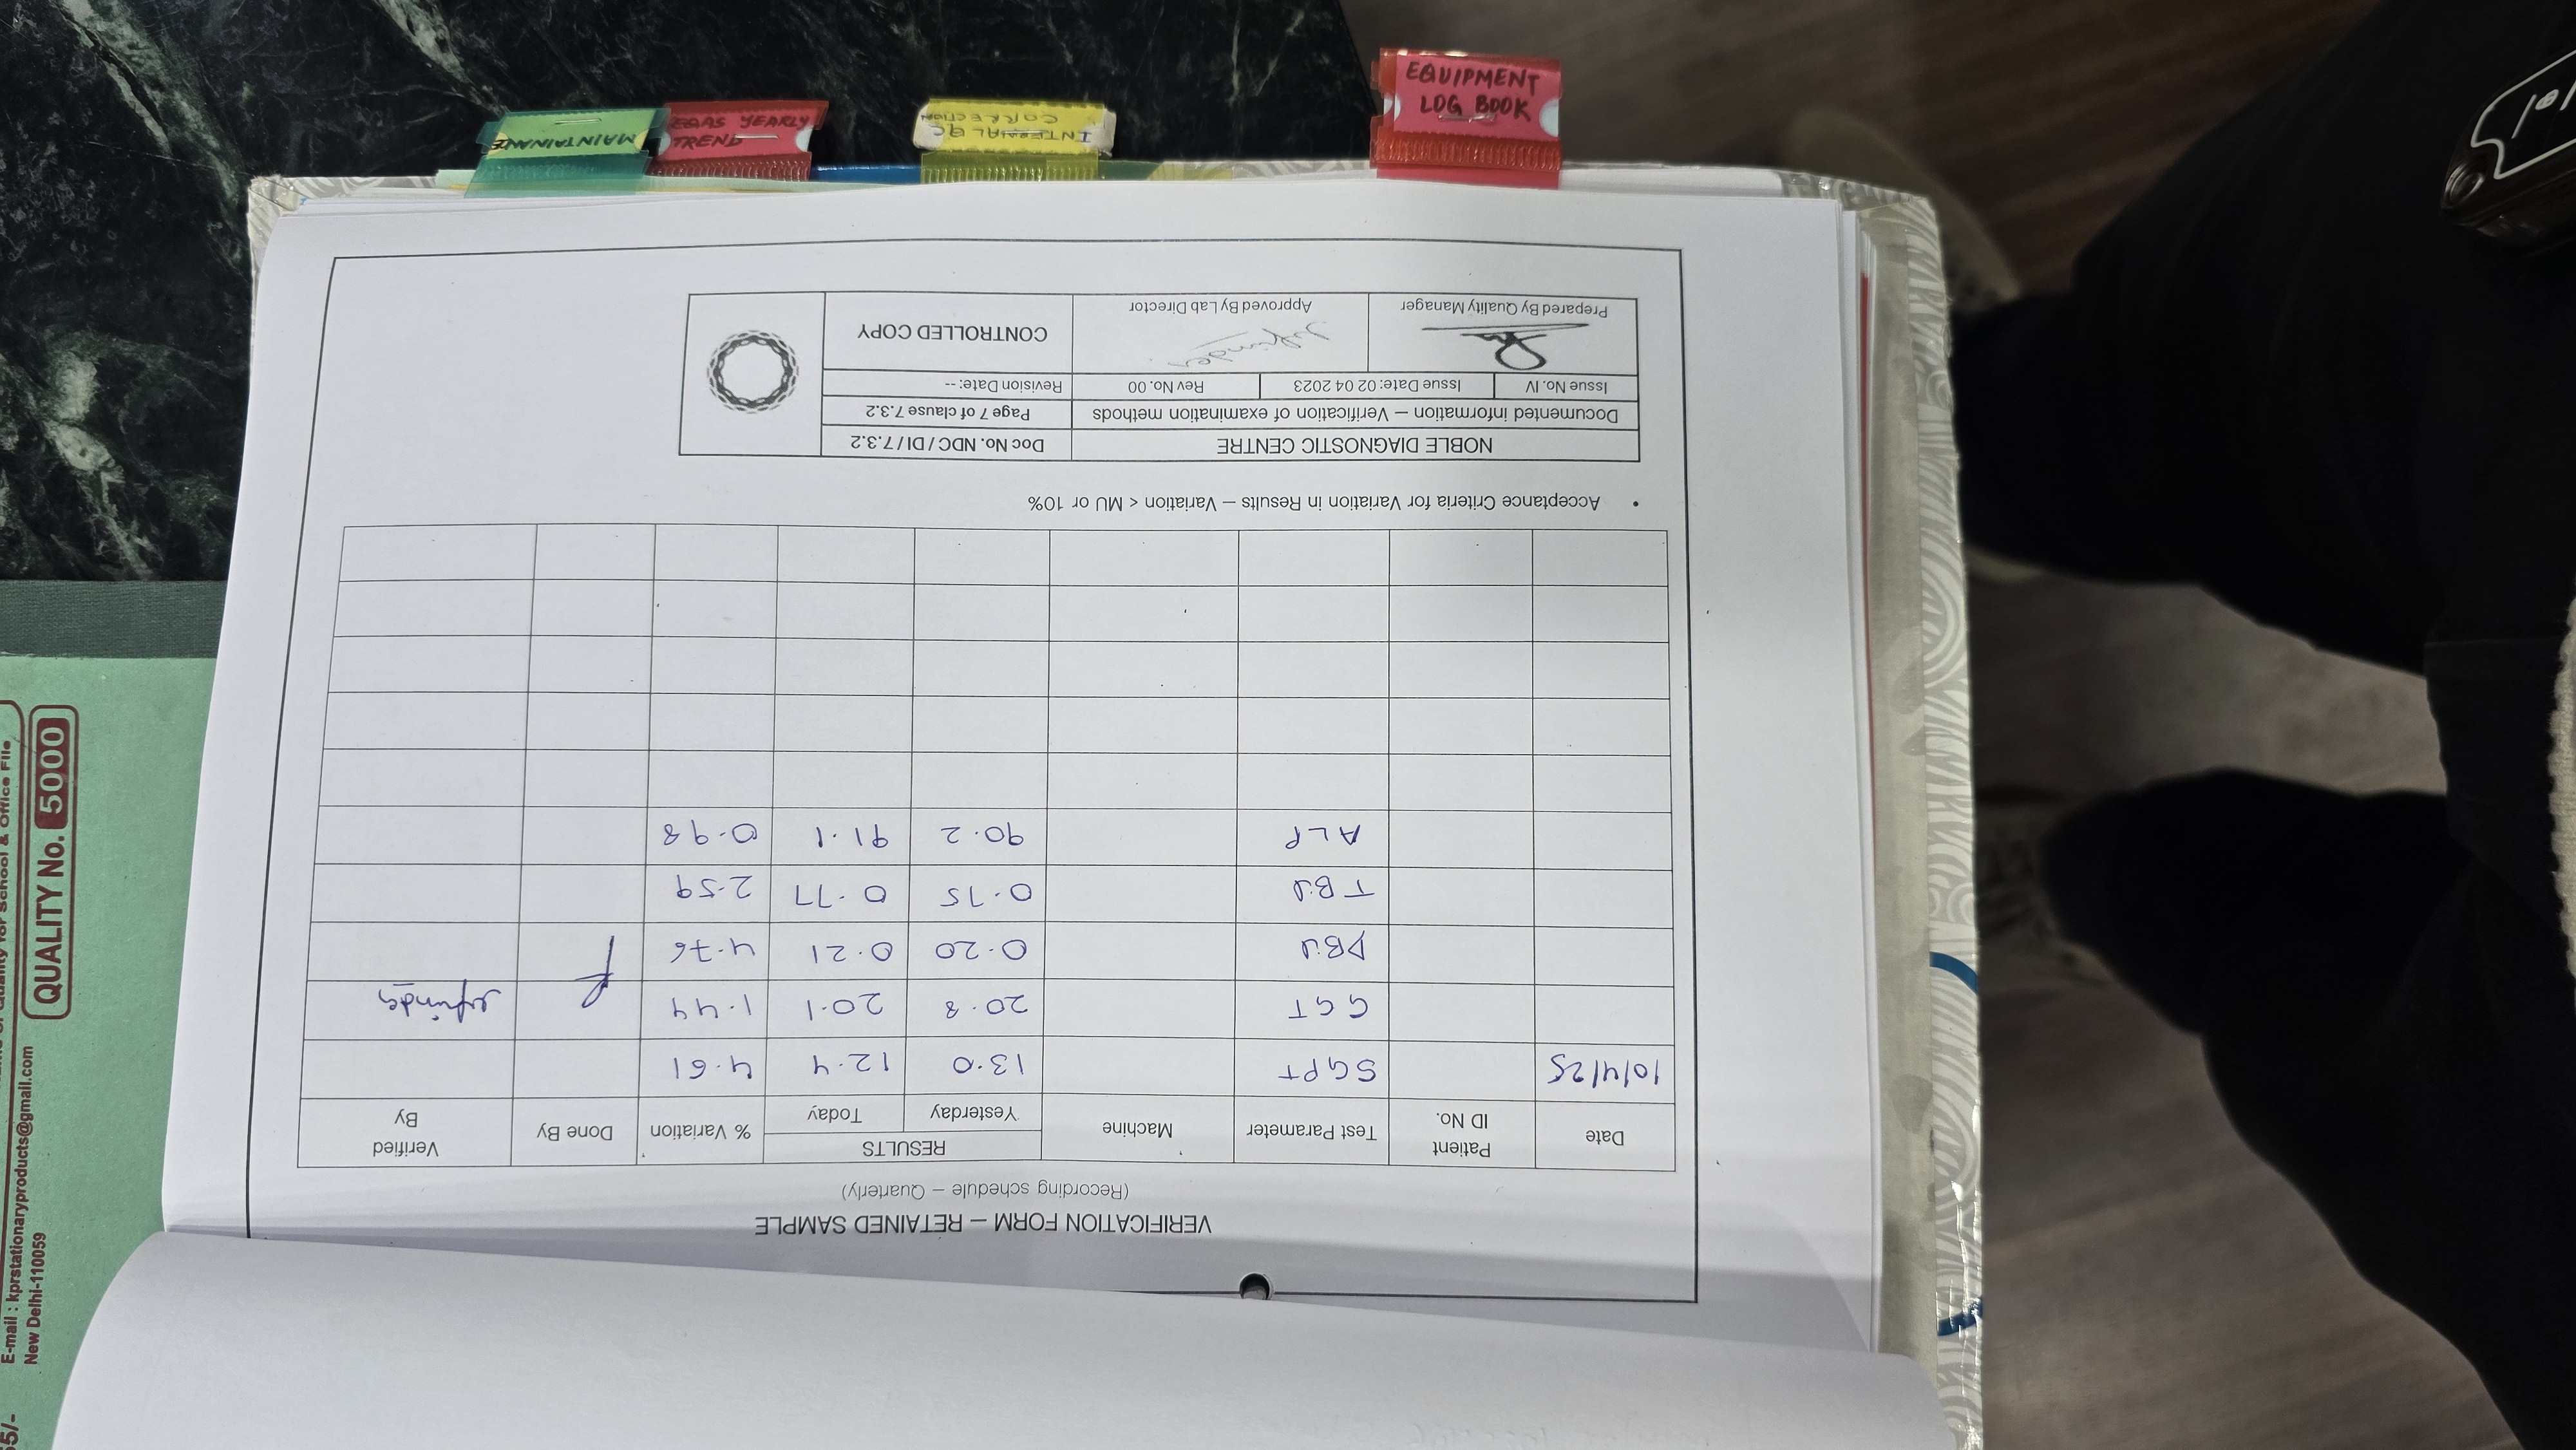 VERIFICATION FORM – RETAINED SAMPLE
(Recording schedule – Quarterly)
Date Patient ID No. Test Parameter Machine RESULTS Yesterday Today % Variation Done By Verified By
10/4/25 SGPT 13.0 12.4 4.61
GGT 20.8 20.1 1.44
DBil 0.20 0.21 4.76
TBil 0.75 0.77 2.59
ALP 90.2 91.1 0.98
• Acceptance Criteria for Variation in Results – Variation < MU or 10%
NOBLE DIAGNOSTIC CENTRE Doc No. NDC / DI / 7.3.2
Documented information – Verification of examination methods Page 7 of clause 7.3.2
Issue No. IV Issue Date: 02 04 2023 Rev No. 00 Revision Date: --
Prepared By Quality Manager Approved By Lab Director CONTROLLED COPY
EQUIPMENT
LOG BOOK
INTERNAL QC
CORRECTION
EQAS YEARLY
TREND
MAINTAINANCE
QUALITY No. 5000
E-mail : kprstationaryproducts@gmail.com
New Delhi-110059